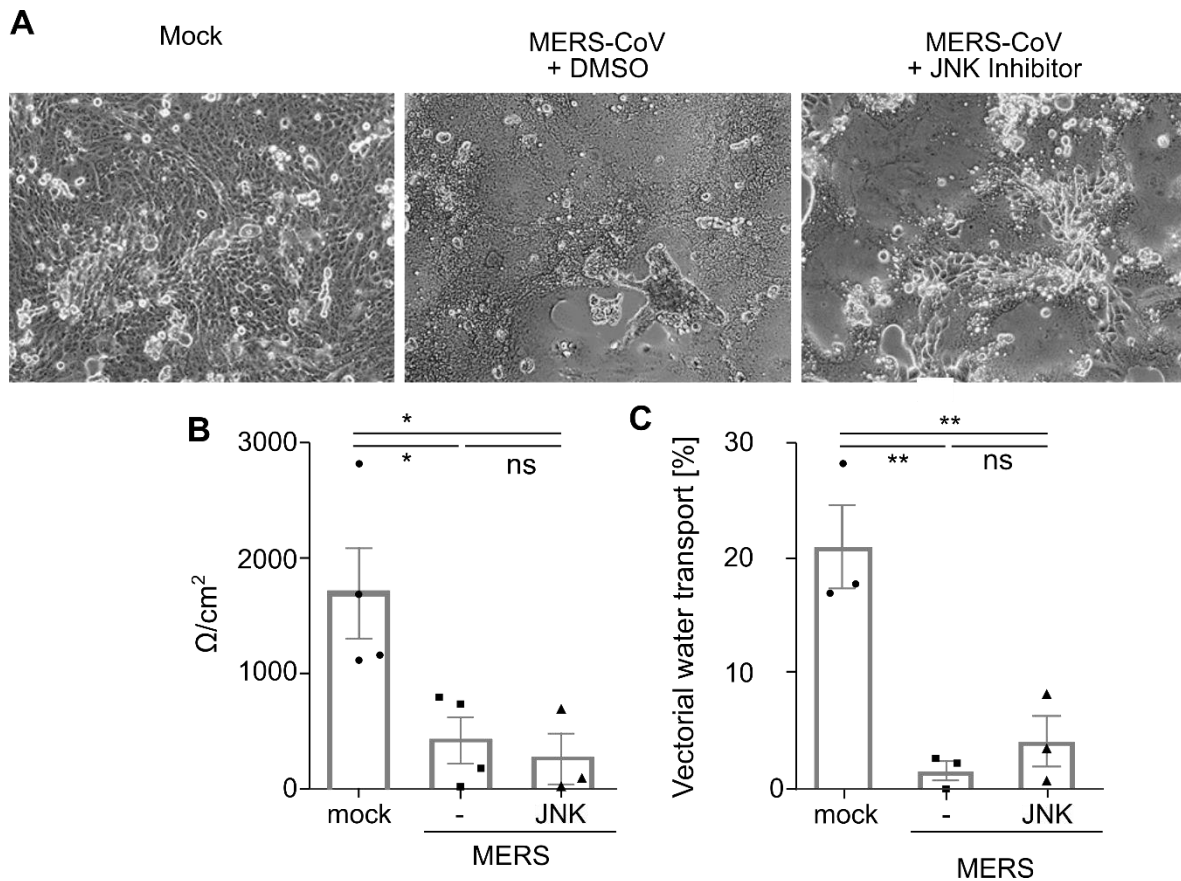 A
Mock
MERS-CoV
+ DMSO
MERS-CoV
+ JNK Inhibitor
B
3000
2000
1000
0
Ω/cm²
*
*
ns
mock
-
JNK
MERS
C
30
20
10
0
Vectorial water transport [%]
**
**
ns
mock
-
JNK
MERS